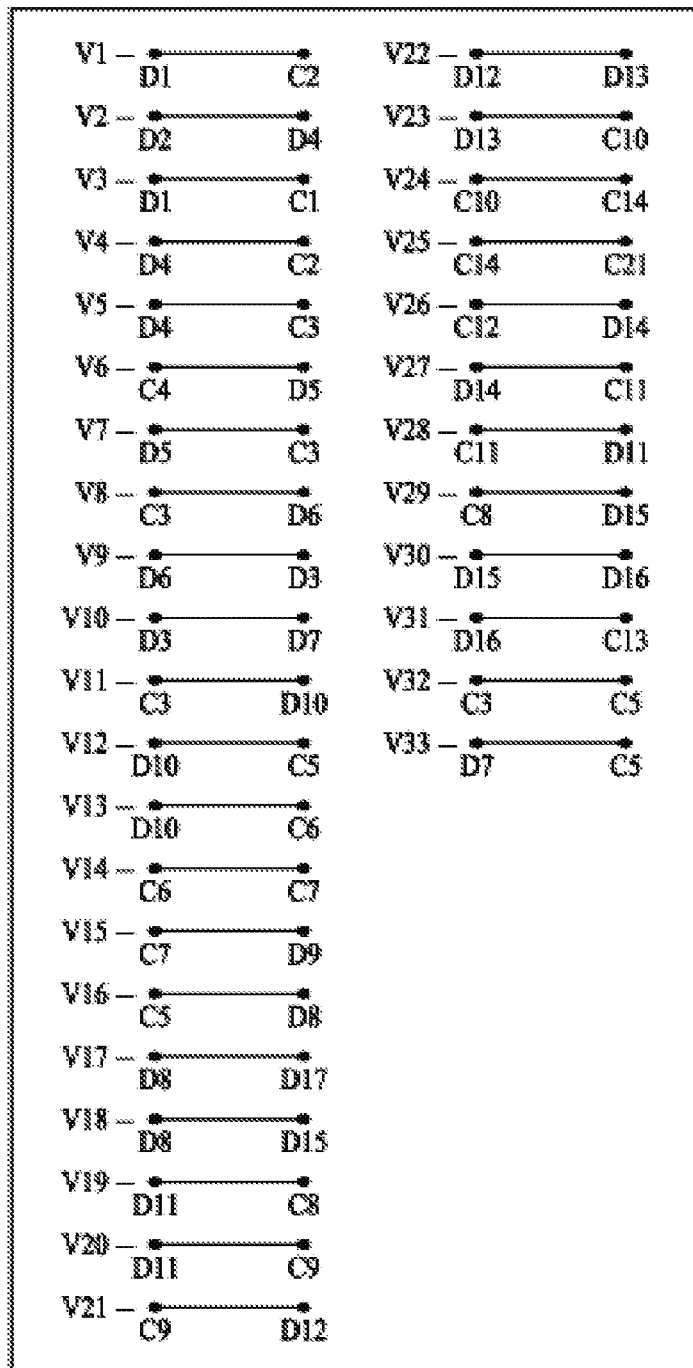 V1 – D1 C2
V2 – D2 D4
V3 – D1 C1
V4 – D4 C2
V5 – D4 C3
V6 – C4 D5
V7 – D5 C3
V8 – C3 D6
V9 – D6 D3
V10 – D3 D7
V11 – C3 D10
V12 – D10 C5
V13 – D10 C6
V14 – C6 C7
V15 – C7 D9
V16 – C5 D8
V17 – D8 D17
V18 – D8 D15
V19 – D11 C8
V20 – D11 C9
V21 – C9 D12
V22 – D12 D13
V23 – D13 C10
V24 – C10 C14
V25 – C14 C21
V26 – C12 D14
V27 – D14 C11
V28 – C11 D11
V29 – C8 D15
V30 – D15 D16
V31 – D16 C13
V32 – C3 C5
V33 – D7 C5